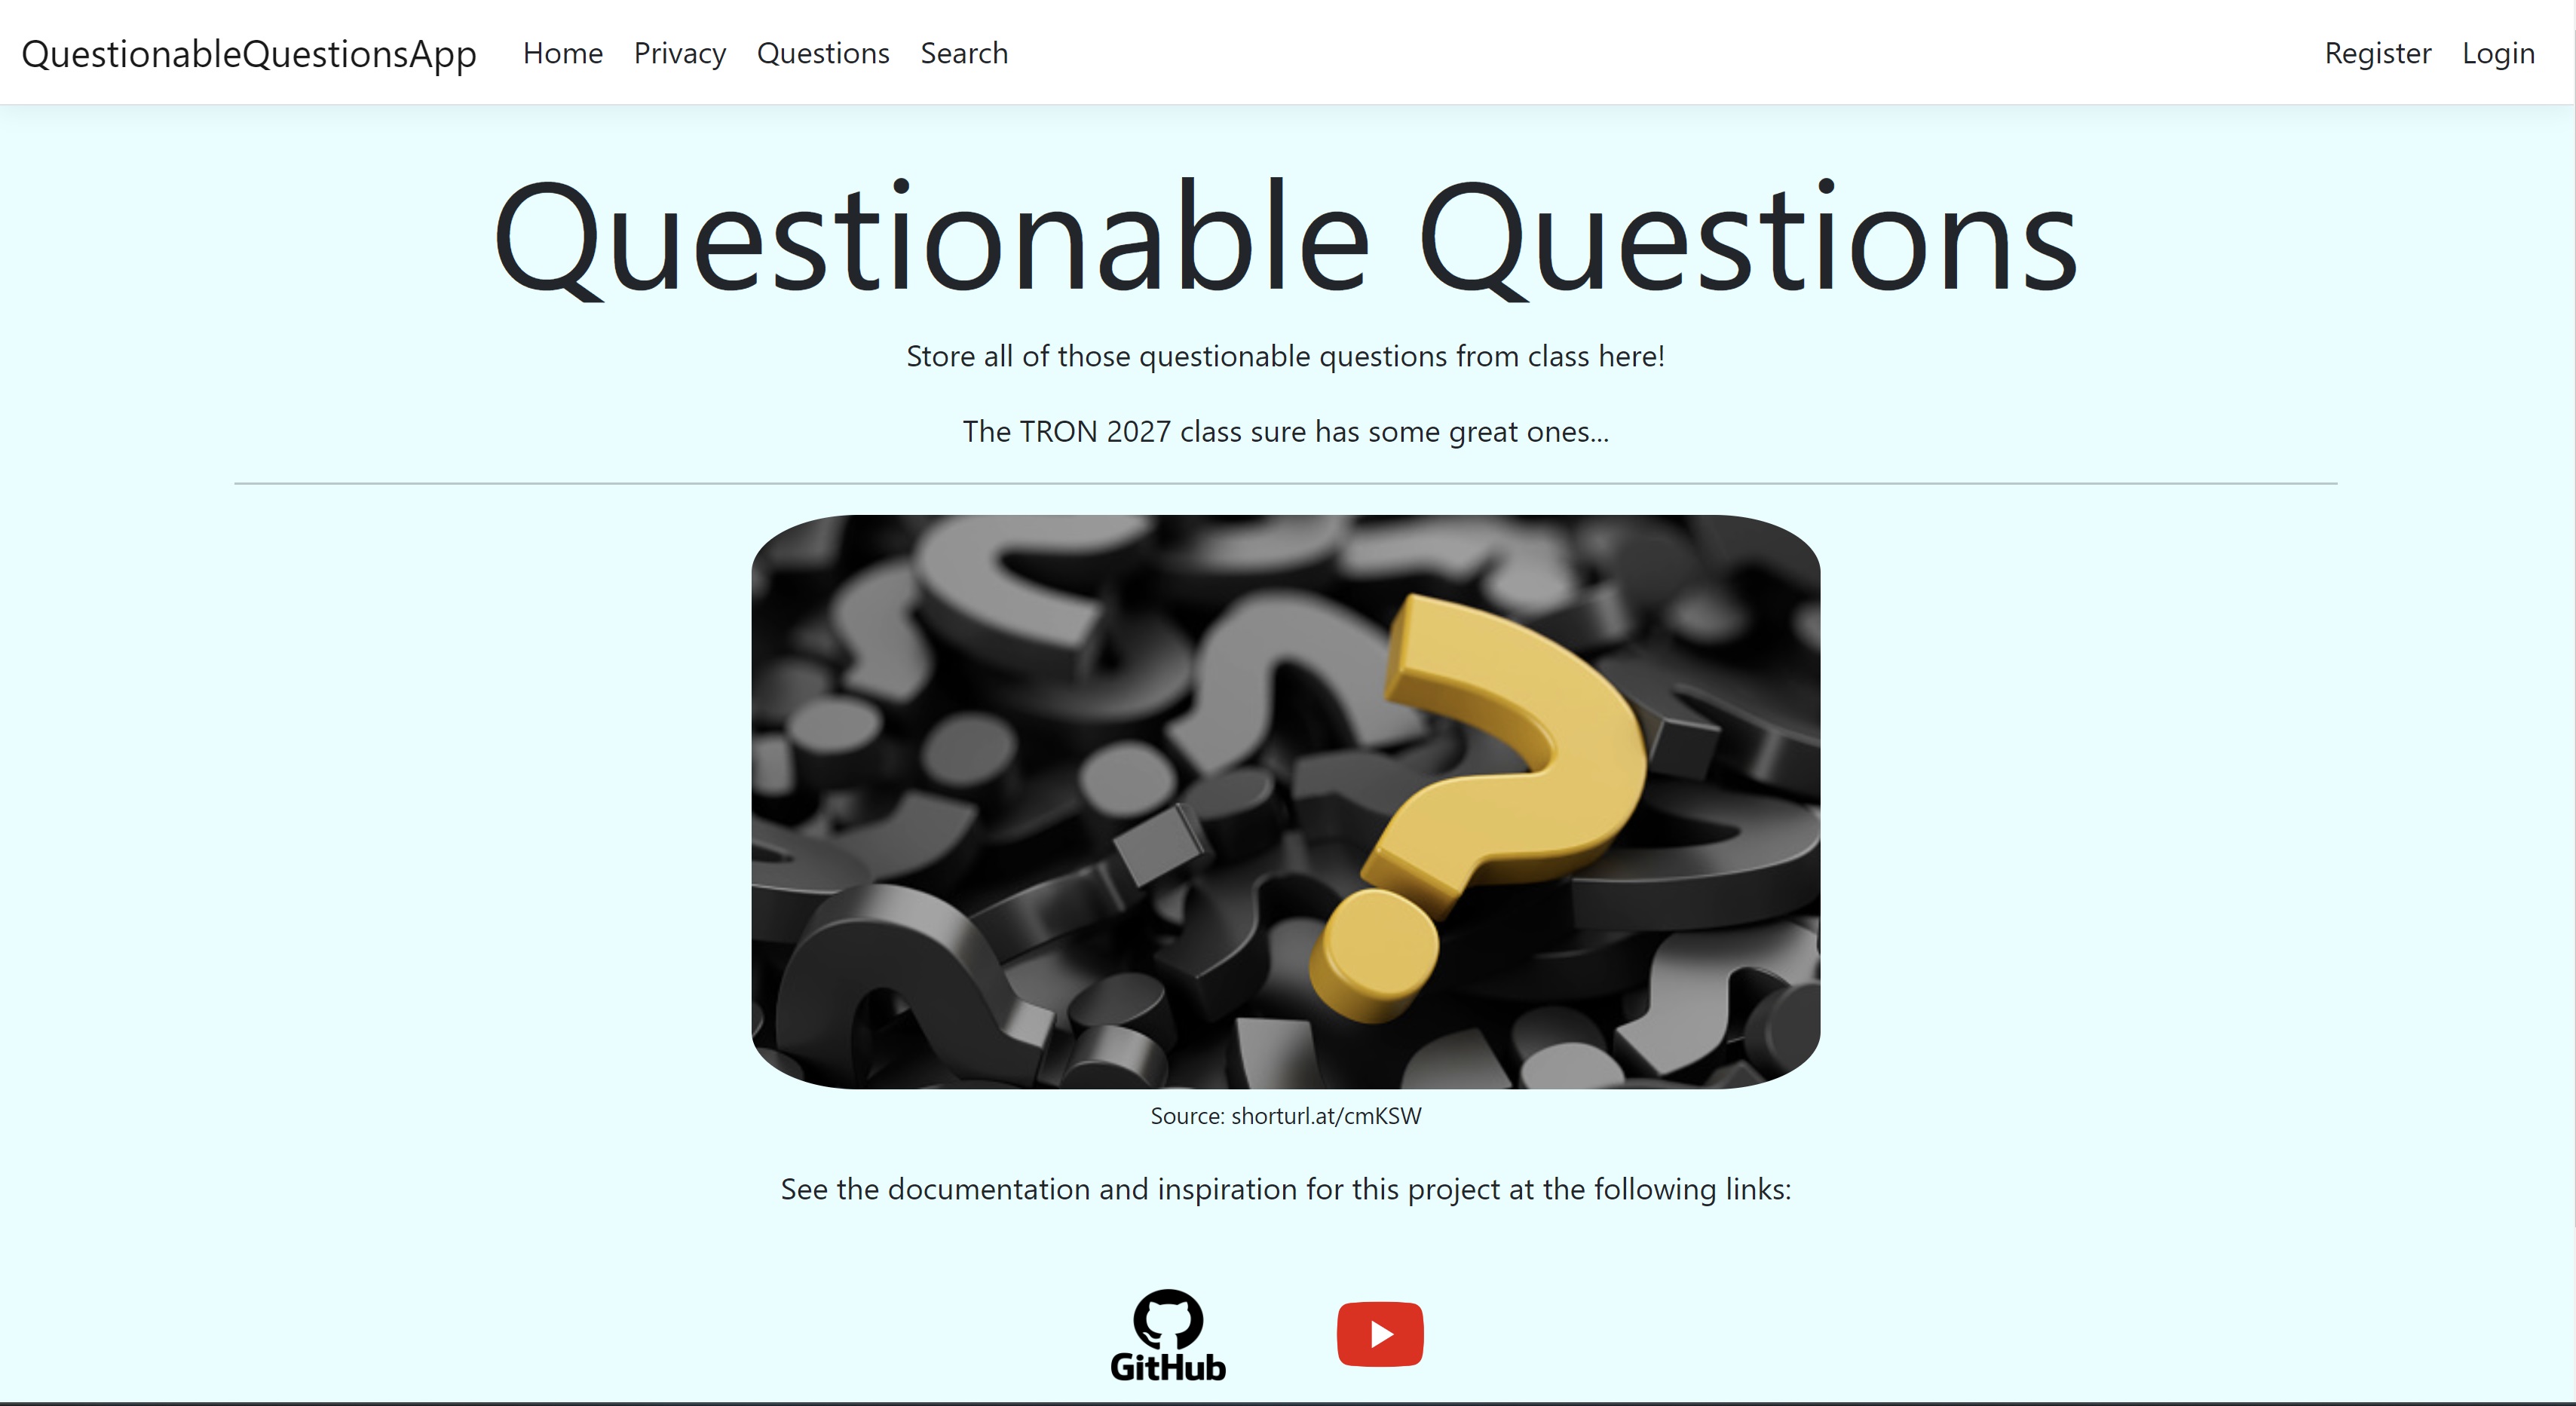 QuestionableQuestionsApp Home Privacy Questions Search Register Login
Questionable Questions
Store all of those questionable questions from class here!
The TRON 2027 class sure has some great ones...
?
Source: shorturl.at/cmKSW
See the documentation and inspiration for this project at the following links:
GitHub